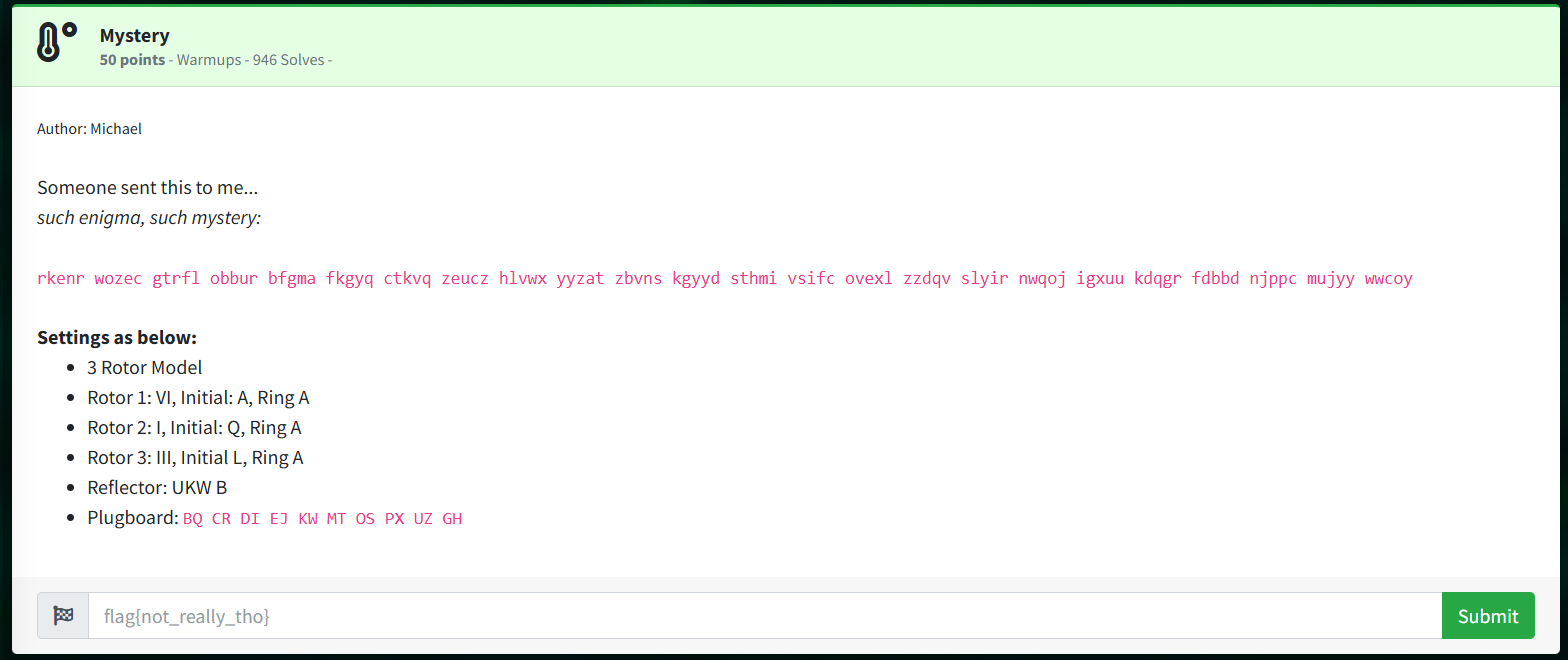 Mystery
50 points - Warmups - 946 Solves -
Author: Michael
Someone sent this to me...
such enigma, such mystery:
rkenr wozec gtrfl obbur bfgma fkgyq ctkvq zeucz hlvwx yyzat zbvns kgyyd sthmi vsifc ovexl zzdqv slyir nwqoj igxuu kdqgr fdbbd njppc mujyy wwcoy
Settings as below:
3 Rotor Model
Rotor 1: VI, Initial: A, Ring A
Rotor 2: I, Initial: Q, Ring A
Rotor 3: III, Initial L, Ring A
Reflector: UKW B
Plugboard: BQ CR DI EJ KW MT OS PX UZ GH
flag{not_really_tho}
Submit